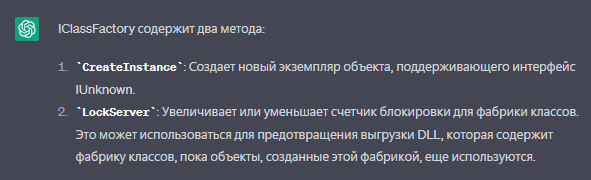 IClassFactory содержит два метода:
1. `CreateInstance`: Создает новый экземпляр объекта, поддерживающего интерфейс
IUnknown.
2. `LockServer`: Увеличивает или уменьшает счетчик блокировки для фабрики классов.
Это может использоваться для предотвращения выгрузки DLL, которая содержит
фабрику классов, пока объекты, созданные этой фабрикой, еще используются.